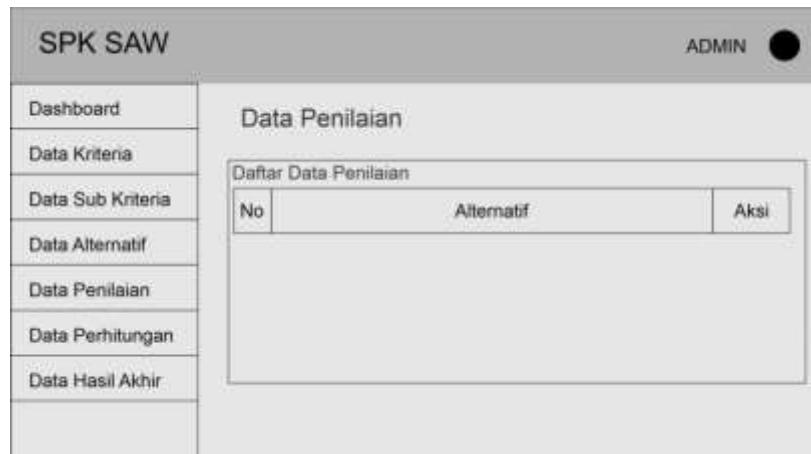 SPK SAW
ADMIN
Dashboard
Data Kriteria
Data Sub Kriteria
Data Alternatif
Data Penilaian
Data Perhitungan
Data Hasil Akhir
Data Penilaian
Daftar Data Penilaian
No Alternatif Aksi